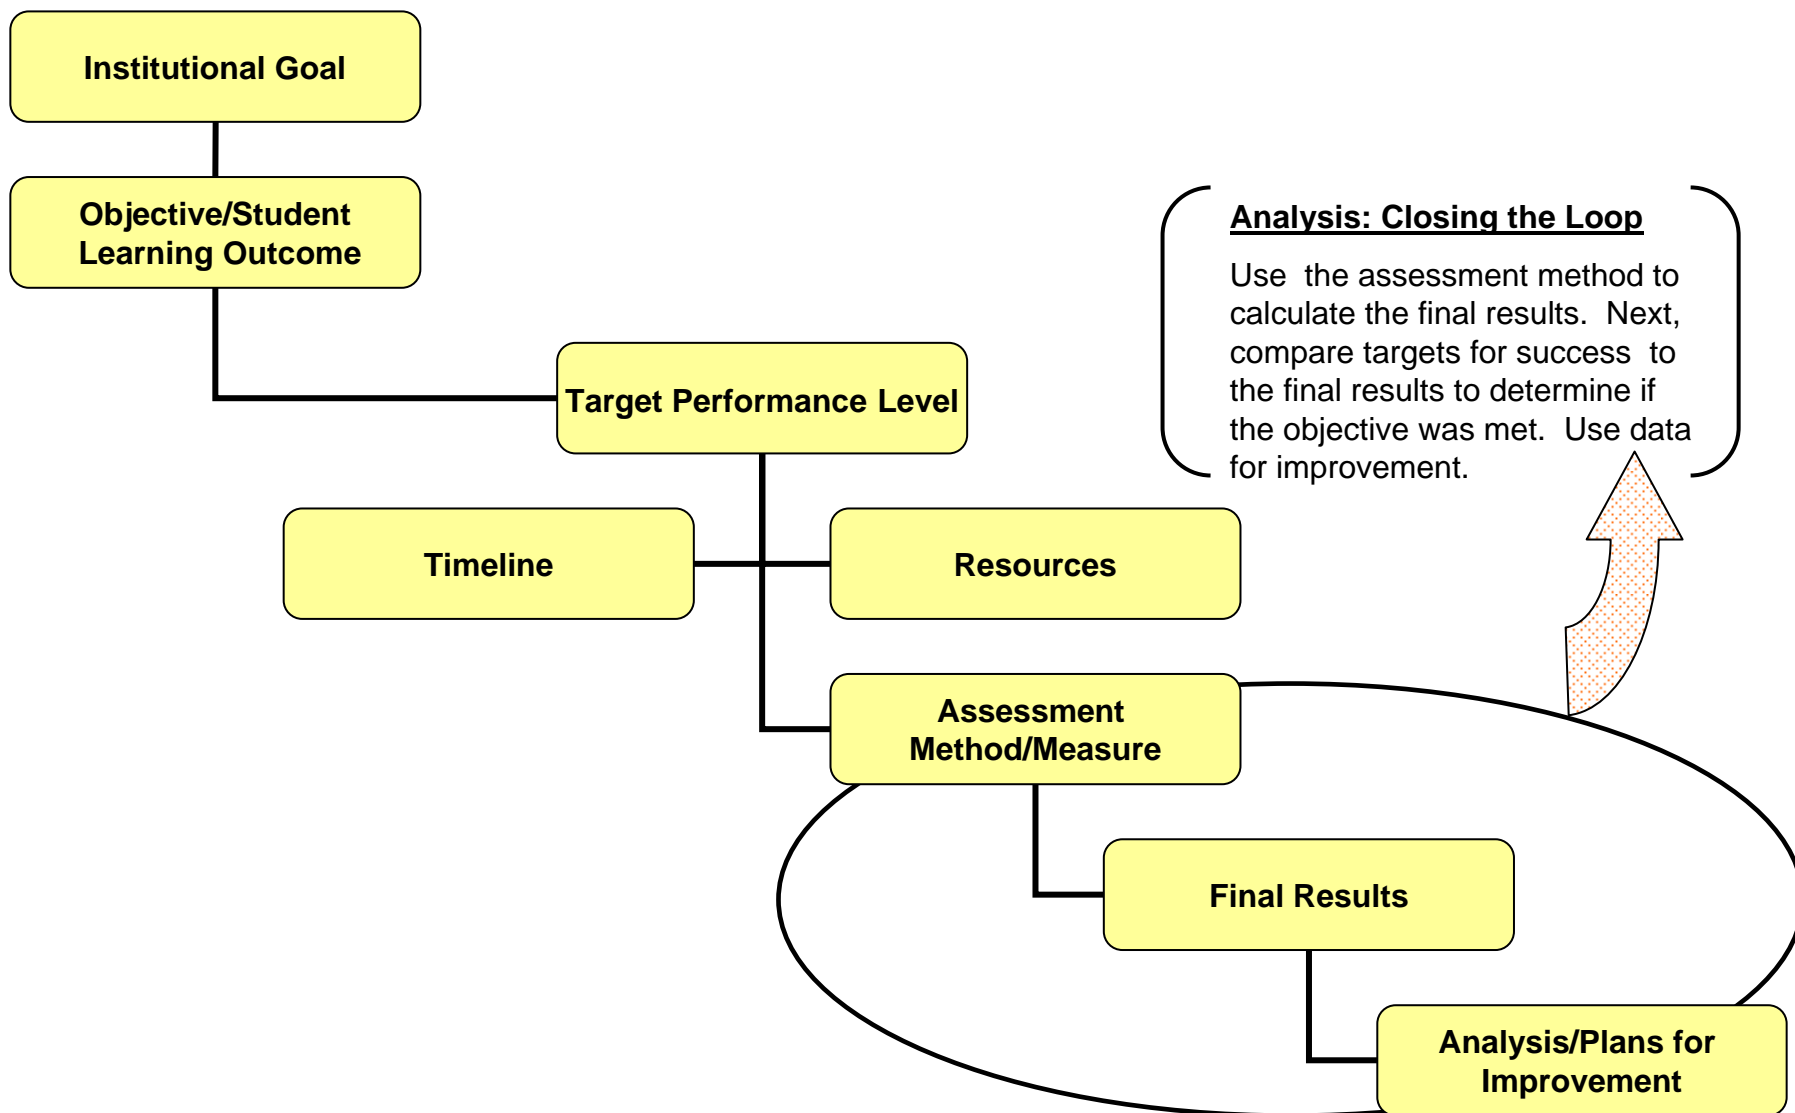 Institutional Goal
Objective/Student
Learning Outcome
Analysis: Closing the Loop
Use  the assessment method to
calculate the final results.  Next,
compare targets for success  to
the final results to determine if
the objective was met.  Use data
for improvement.
Target Performance Level
Timeline
Resources
Assessment
Method/Measure
Final Results
Analysis/Plans for
Improvement